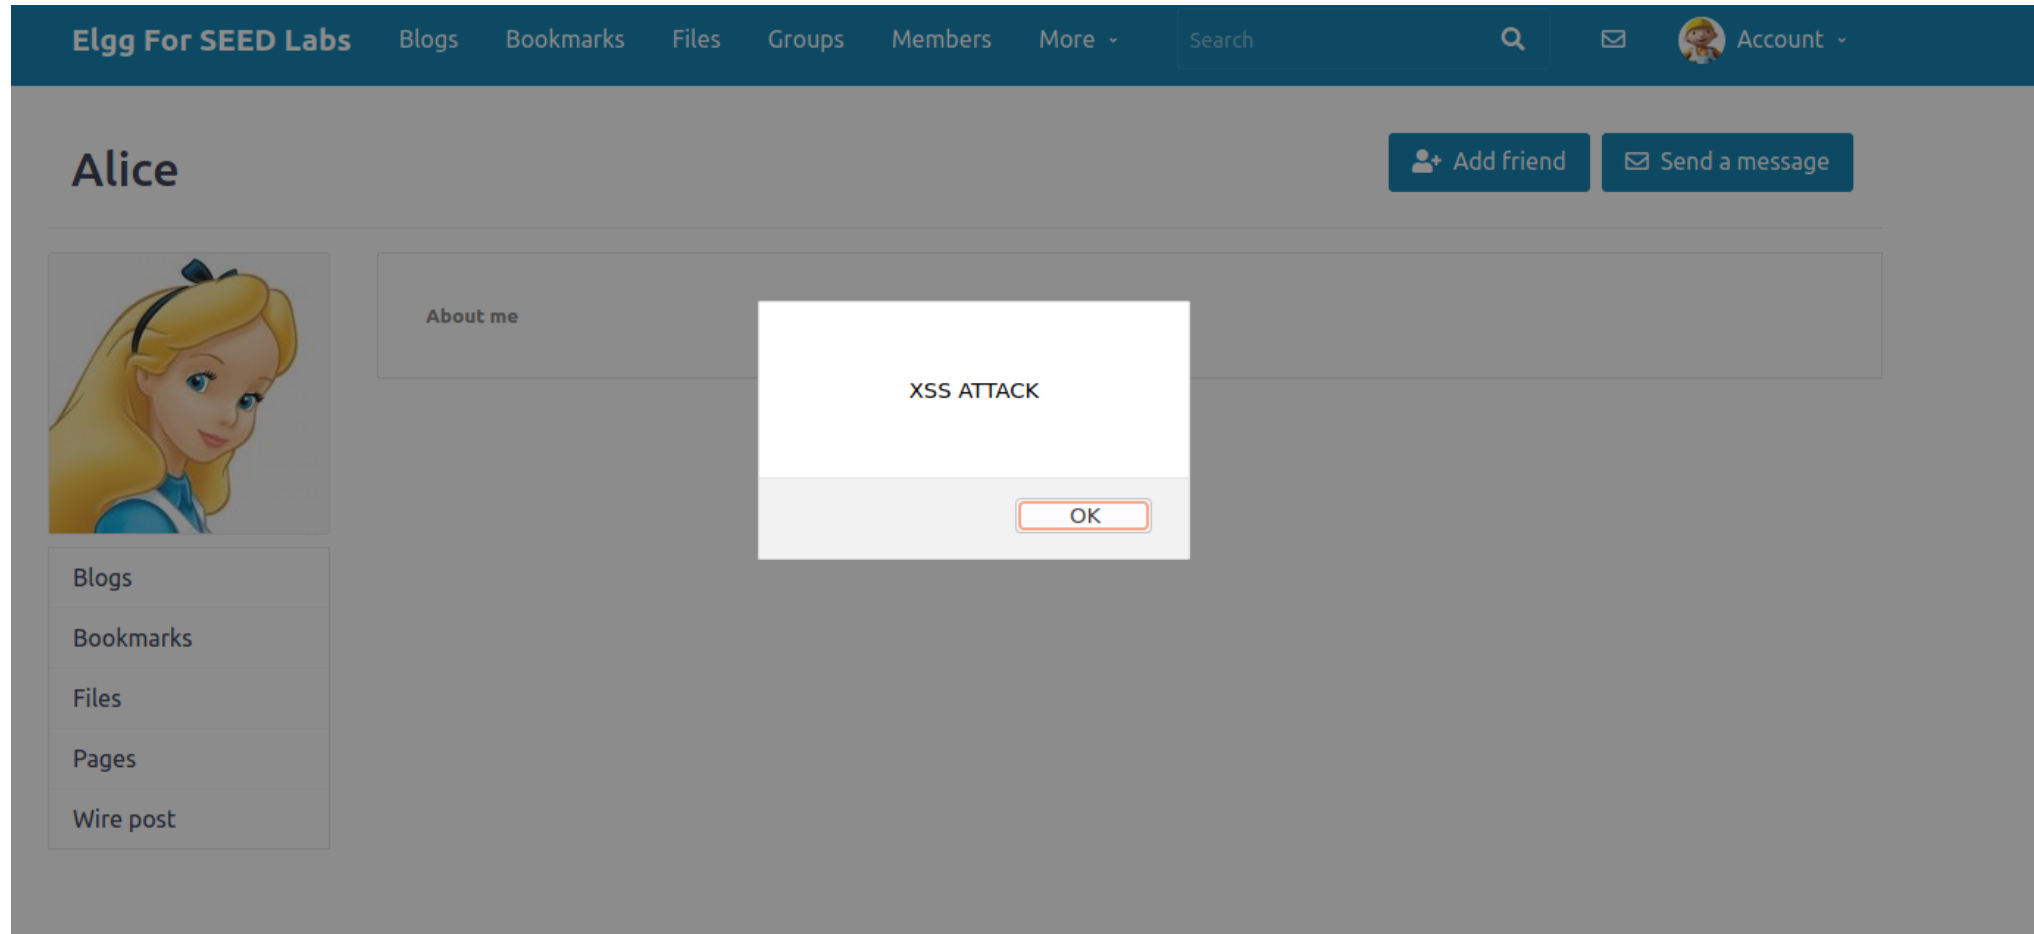 Elgg For SEED Labs Blogs Bookmarks Files Groups Members More Search Account
Alice Add friend Send a message
About me
XSS ATTACK
OK
Blogs
Bookmarks
Files
Pages
Wire post